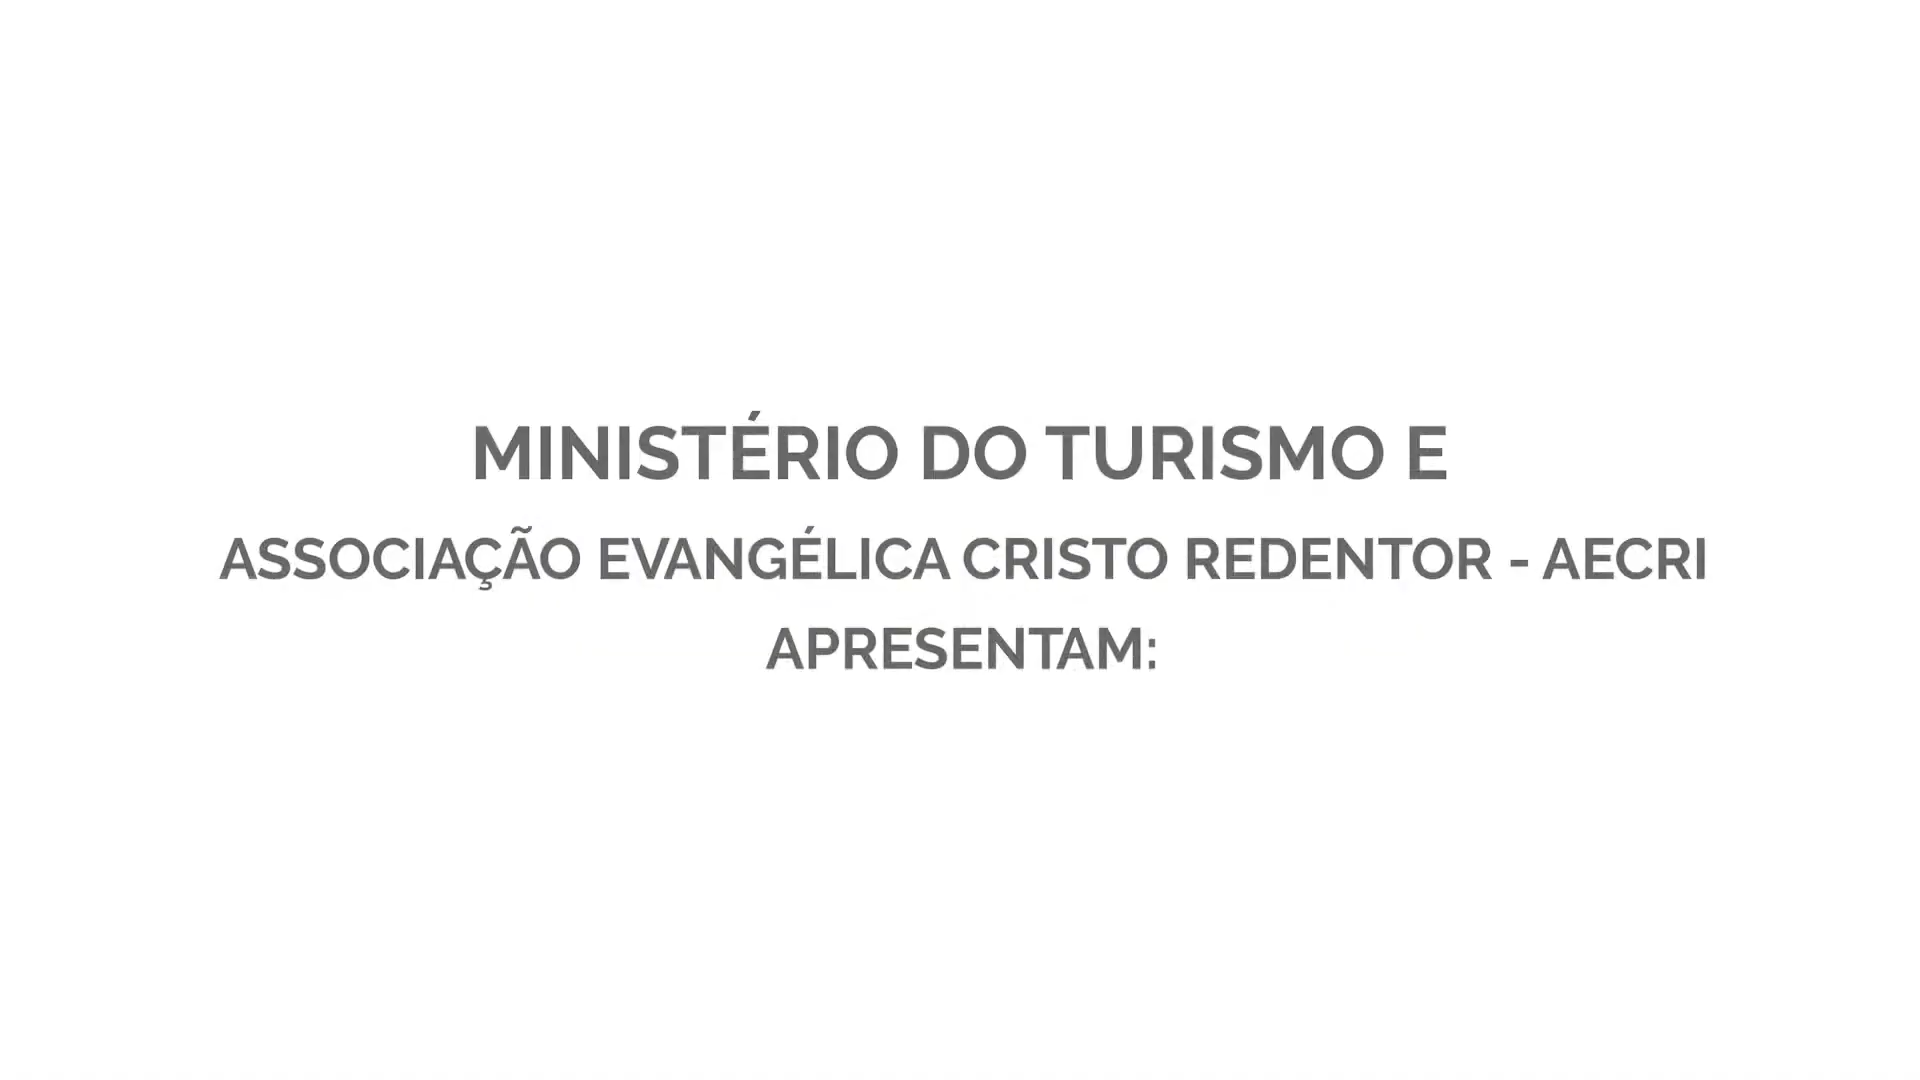 MINISTÉRIO DO TURISMO E
ASSOCIAÇÃO EVANGÉLICA CRISTO REDENTOR - AECRI
APRESENTAM: